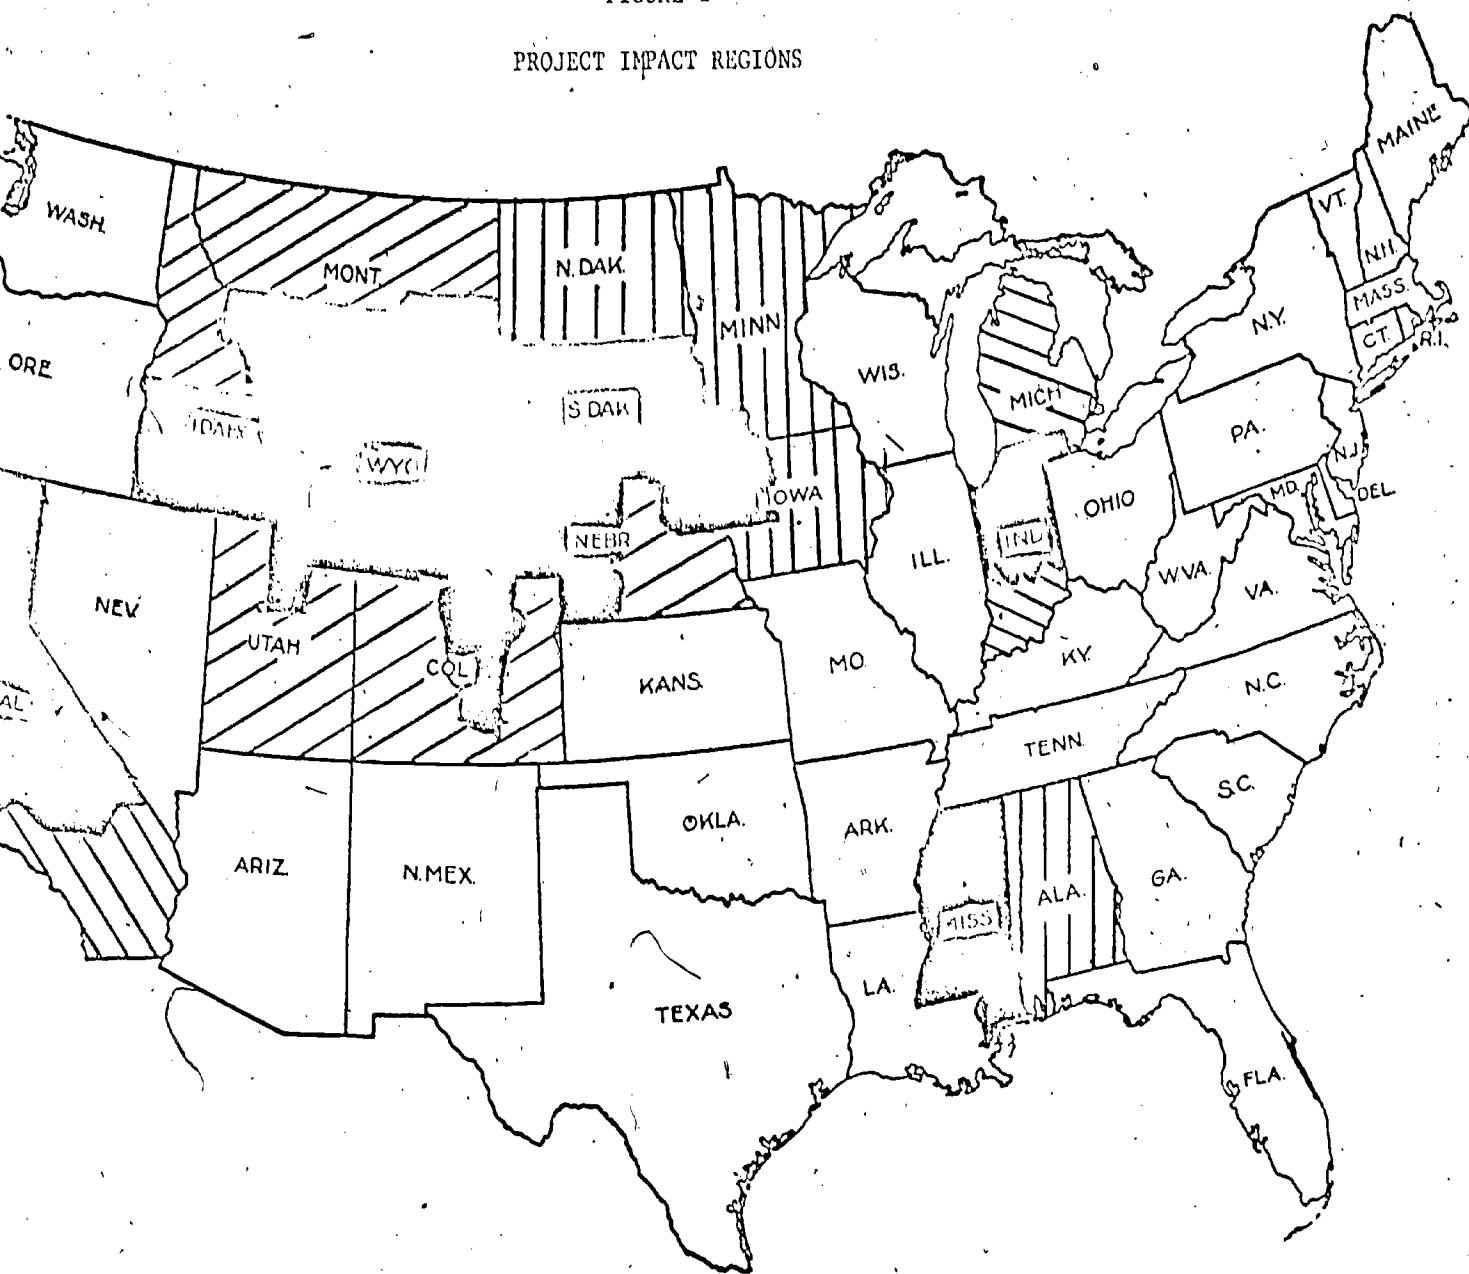 PROJECT IMPACT REGIONS
MAINE
WASH.
VT.
MONT.
N.DAK.
N.H.
MASS.
MINN
N.Y.
CT.
R.I.
ORE
WIS.
S DAK
MICH
PA.
IDAHO
WYO
N.J.
IOWA
MD.
DEL.
OHIO
NEBR
IND
ILL.
W.VA.
VA.
NEV.
UTAH
COL
MO.
KY.
KANS.
N.C.
AL
TENN.
S.C.
OKLA.
ARK.
ARIZ.
N.MEX.
GA.
ALA.
MISS
LA.
TEXAS
FLA.